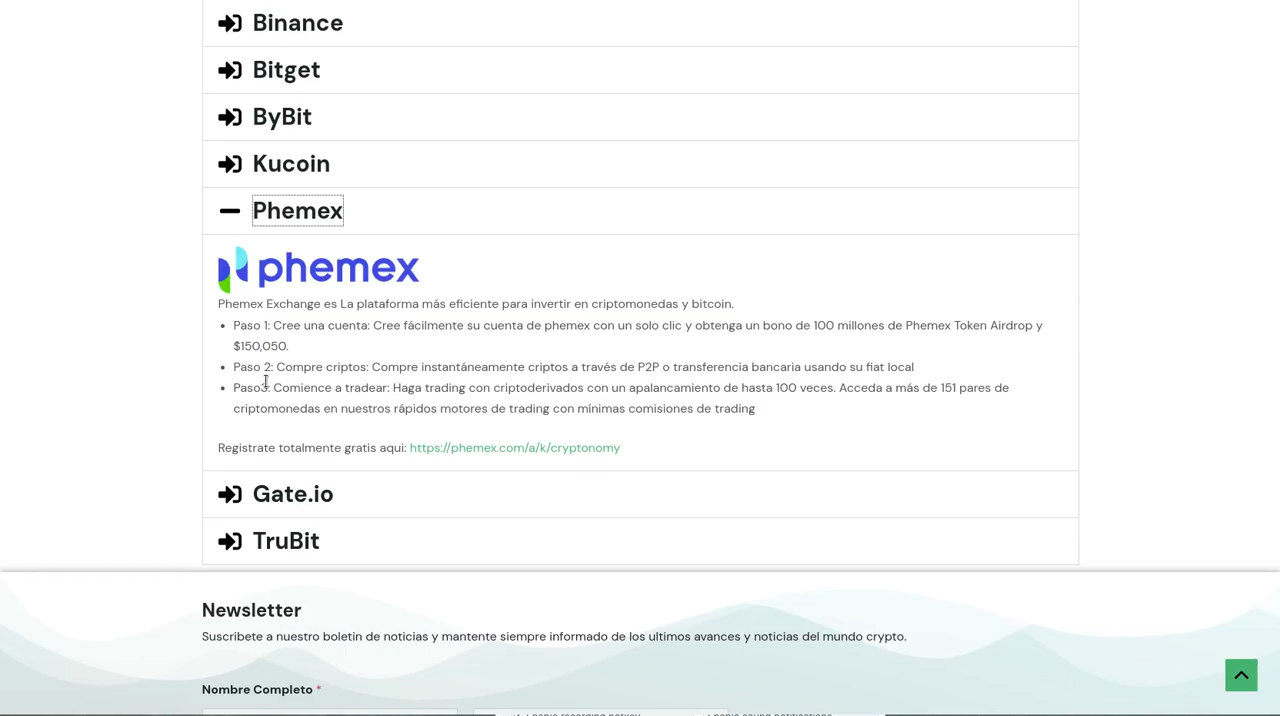 Binance
Bitget
ByBit
Kucoin
Phemex
phemex
Phemex Exchange es La plataforma más eficiente para invertir en criptomonedas y bitcoin.
Paso 1: Cree una cuenta: Cree fácilmente su cuenta de phemex con un solo clic y obtenga un bono de 100 millones de Phemex Token Airdrop y
$150,050.
Paso 2: Compre criptos: Compre instantáneamente criptos a través de P2P o transferencia bancaria usando su fiat local
Paso3: Comience a tradear: Haga trading con criptoderivados con un apalancamiento de hasta 100 veces. Acceda a más de 151 pares de
criptomonedas en nuestros rápidos motores de trading con mínimas comisiones de trading
Registrate totalmente gratis aqui: https://phemex.com/a/k/cryptonomy
Gate.io
TruBit
Newsletter
Suscribete a nuestro boletin de noticias y mantente siempre informado de los ultimos avances y noticias del mundo crypto.
Nombre Completo *